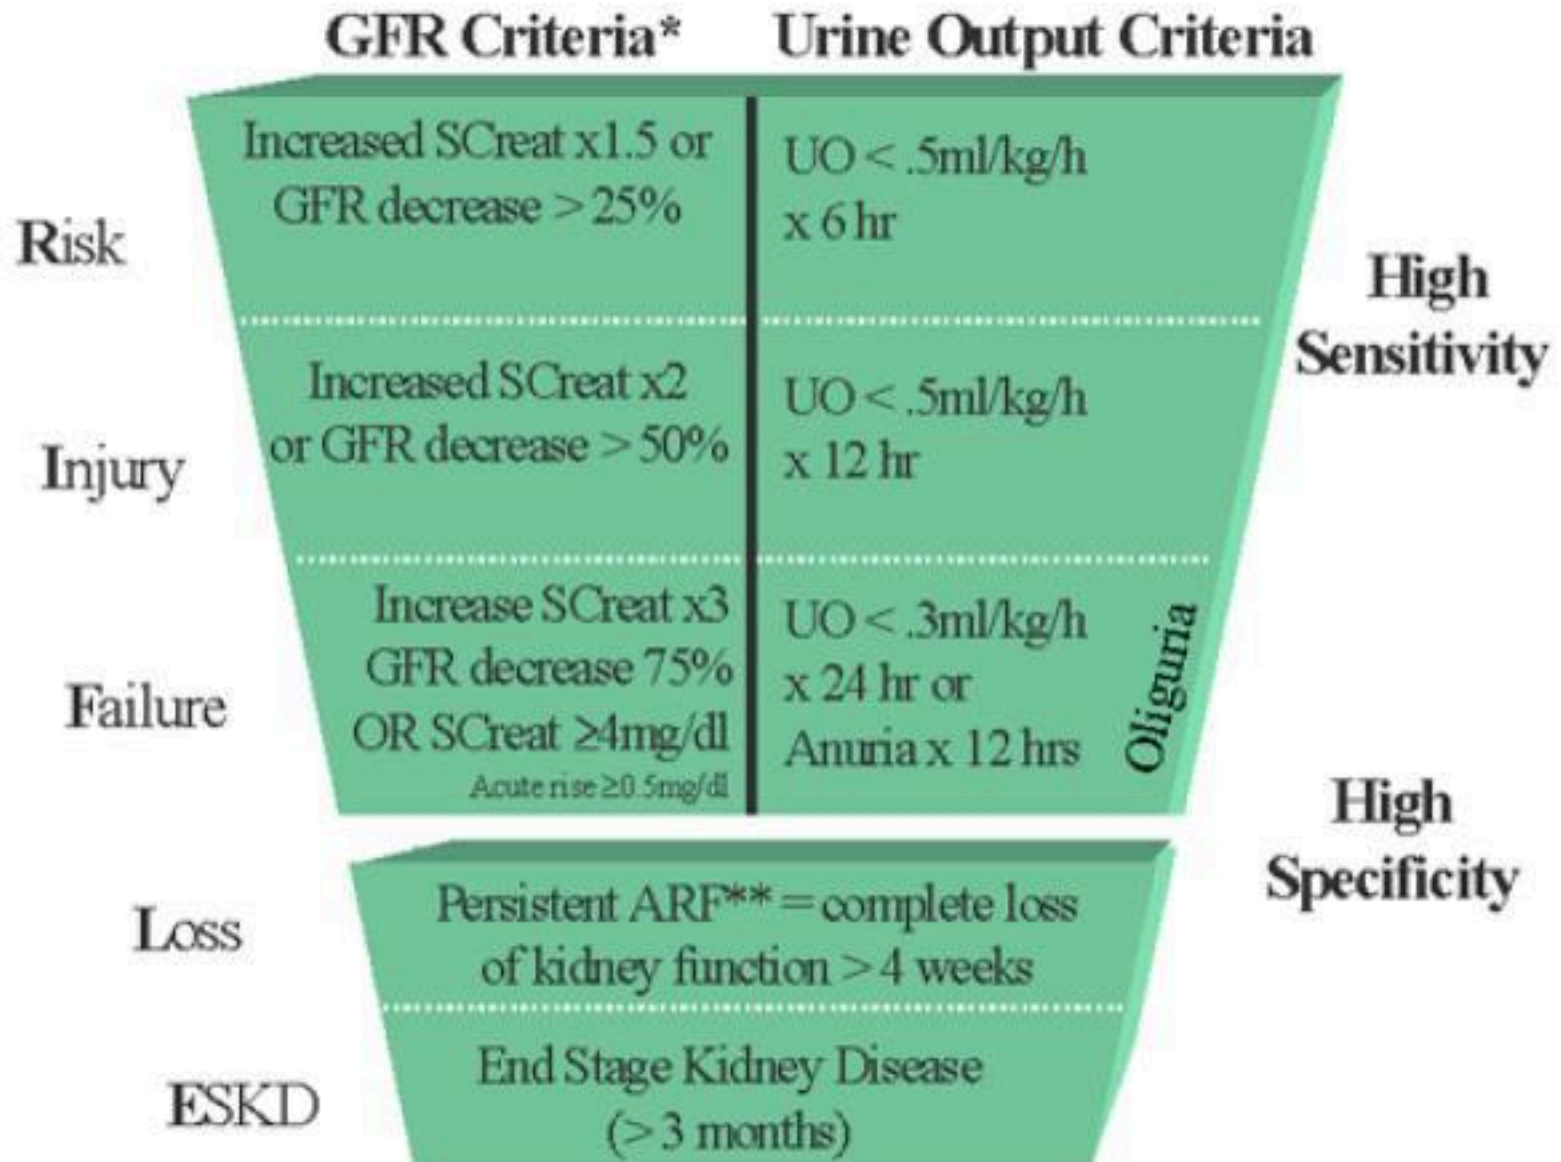 GFR Criteria* Urine Output Criteria
Risk
Increased SCreat x1.5 or
GFR decrease > 25%
UO < .5ml/kg/h
x 6 hr
High
Sensitivity
Injury
Increased SCreat x2
or GFR decrease > 50%
UO < .5ml/kg/h
x 12 hr
Failure
Increase SCreat x3
GFR decrease 75%
OR SCreat ≥4mg/dl
Acute rise ≥0.5mg/dl
UO < .3ml/kg/h
x 24 hr or
Anuria x 12 hrs
Oliguria
High
Specificity
Loss
Persistent ARF** = complete loss
of kidney function > 4 weeks
ESKD
End Stage Kidney Disease
(> 3 months)